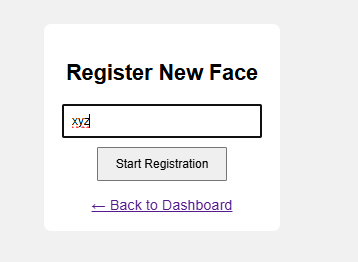 Register New Face
xyz
Start Registration
← Back to Dashboard